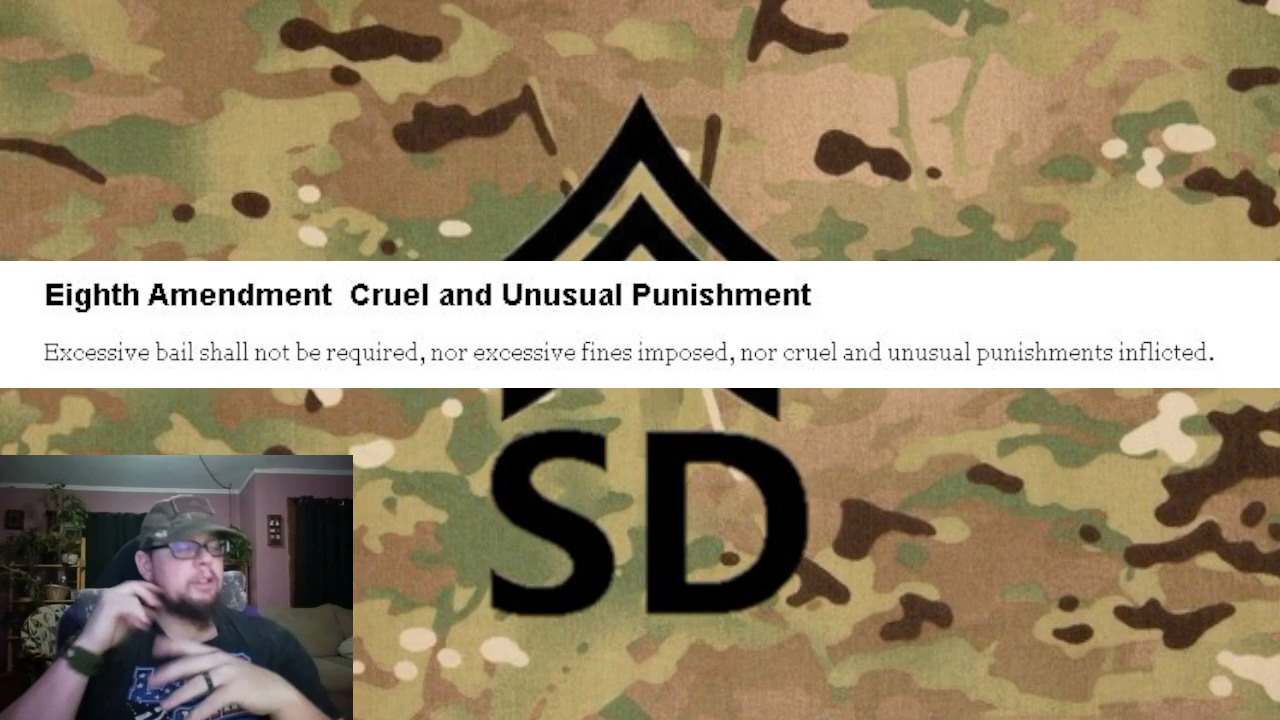 Eighth Amendment  Cruel and Unusual Punishment
Excessive bail shall not be required, nor excessive fines imposed, nor cruel and unusual punishments inflicted.
SD